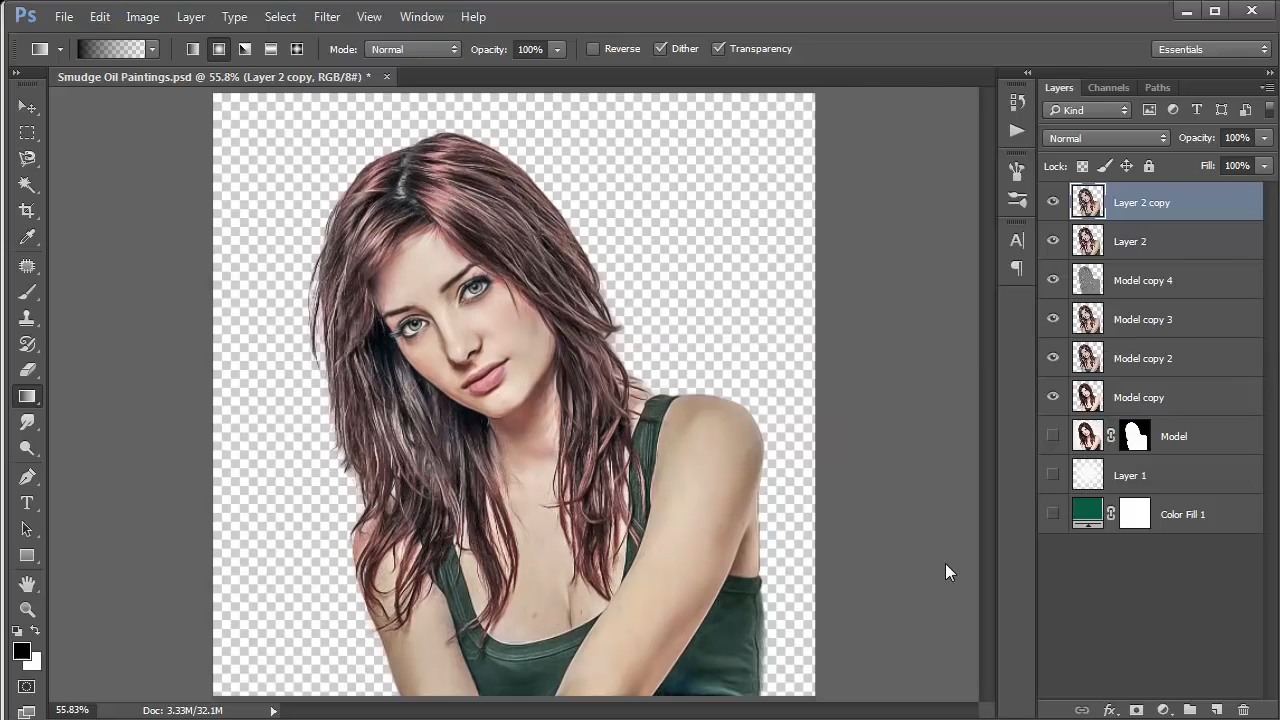 Ps File Edit Image Layer Type Select Filter View Window Help
Mode: Normal Opacity: 100% Reverse Dither Transparency Essentials
Smudge Oil Paintings.psd @ 55.8% (Layer 2 copy, RGB/8#) * ×
Layers Channels Paths
Kind T
Normal Opacity: 100%
Lock: Fill: 100%
Layer 2 copy
Layer 2
Model copy 4
Model copy 3
Model copy 2
Model copy
Model
Layer 1
Color Fill 1
T
A
55.83% Doc: 3.33M/32.1M
fx